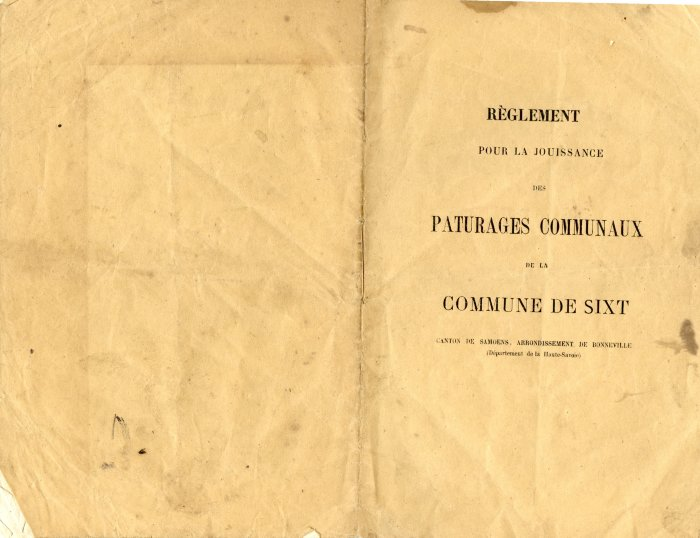 RÈGLEMENT
POUR LA JOUISSANCE
DES
PATURAGES COMMUNAUX
DE LA
COMMUNE DE SIXT
CANTON DE SAMOENS, ARRONDISSEMENT DE BONNEVILLE
(Département de la Haute-Savoie)